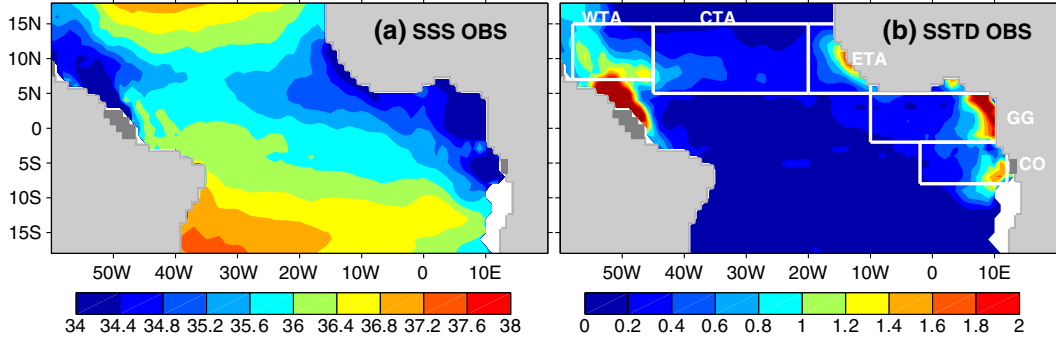 (a) SSS OBS
15N
10N
5N
0
5S
10S
15S
50W 40W 30W 20W 10W 0 10E
34 34.4 34.8 35.2 35.6 36 36.4 36.8 37.2 37.6 38
(b) SSTD OBS
WTA
CTA
ETA
GG
CO
50W 40W 30W 20W 10W 0 10E
0 0.2 0.4 0.6 0.8 1 1.2 1.4 1.6 1.8 2